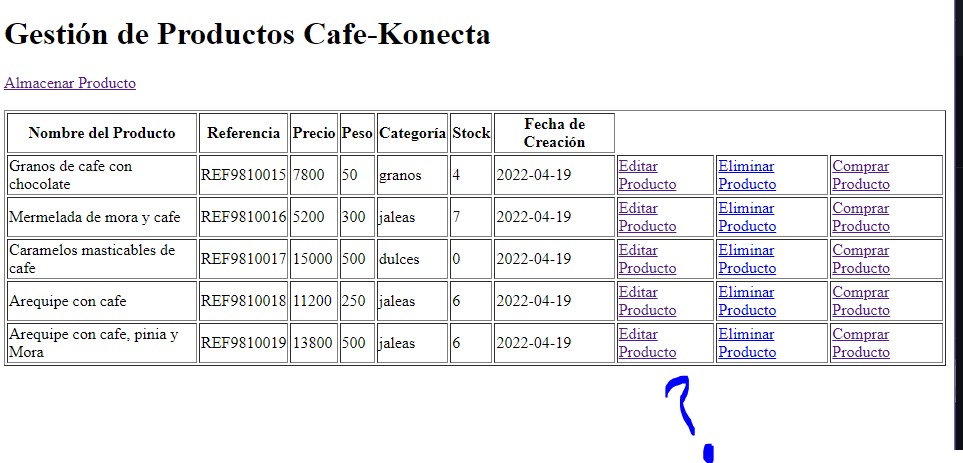 Gestión de Productos Cafe-Konecta
Almacenar Producto
Nombre del Producto Referencia Precio Peso Categoría Stock Fecha de
Creación
Granos de cafe con
chocolate REF9810015 7800 50 granos 4 2022-04-19 Editar
Producto Eliminar
Producto Comprar
Producto
Mermelada de mora y cafe REF9810016 5200 300 jaleas 7 2022-04-19 Editar
Producto Eliminar
Producto Comprar
Producto
Caramelos masticables de
cafe REF9810017 15000 500 dulces 0 2022-04-19 Editar
Producto Eliminar
Producto Comprar
Producto
Arequipe con cafe REF9810018 11200 250 jaleas 6 2022-04-19 Editar
Producto Eliminar
Producto Comprar
Producto
Arequipe con cafe, pinia y
Mora REF9810019 13800 500 jaleas 6 2022-04-19 Editar
Producto Eliminar
Producto Comprar
Producto
?